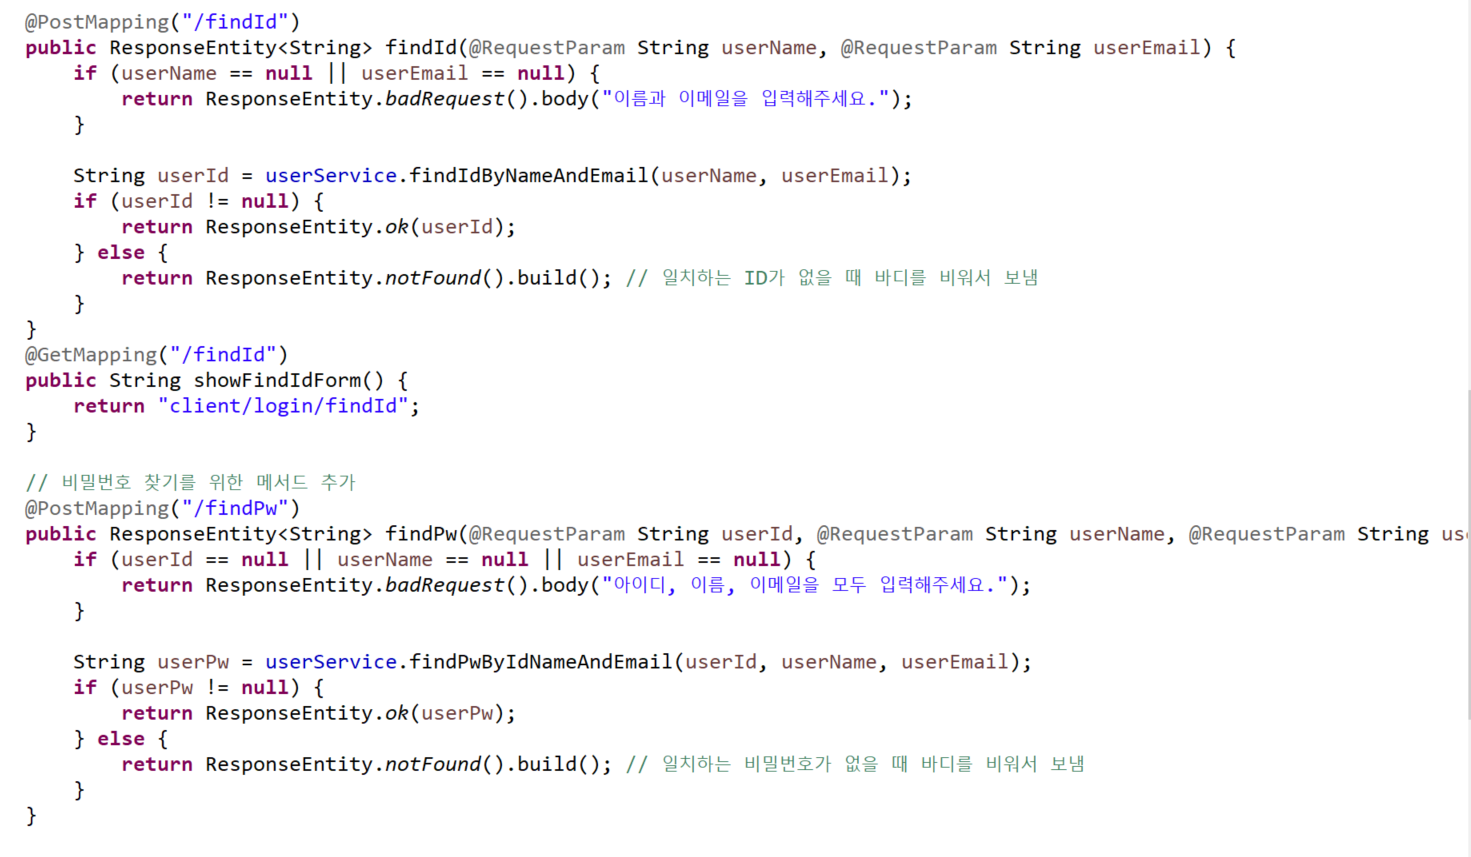 @PostMapping("/findId")
public ResponseEntity<String> findId(@RequestParam String userName, @RequestParam String userEmail) {
    if (userName == null || userEmail == null) {
        return ResponseEntity.badRequest().body("이름과 이메일을 입력해주세요.");
    }

    String userId = userService.findIdByNameAndEmail(userName, userEmail);
    if (userId != null) {
        return ResponseEntity.ok(userId);
    } else {
        return ResponseEntity.notFound().build(); // 일치하는 ID가 없을 때 바디를 비워서 보냄
    }
}
@GetMapping("/findId")
public String showFindIdForm() {
    return "client/login/findId";
}

// 비밀번호 찾기를 위한 메서드 추가
@PostMapping("/findPw")
public ResponseEntity<String> findPw(@RequestParam String userId, @RequestParam String userName, @RequestParam String
    if (userId == null || userName == null || userEmail == null) {
        return ResponseEntity.badRequest().body("아이디, 이름, 이메일을 모두 입력해주세요.");
    }

    String userPw = userService.findPwByIdNameAndEmail(userId, userName, userEmail);
    if (userPw != null) {
        return ResponseEntity.ok(userPw);
    } else {
        return ResponseEntity.notFound().build(); // 일치하는 비밀번호가 없을 때 바디를 비워서 보냄
    }
}